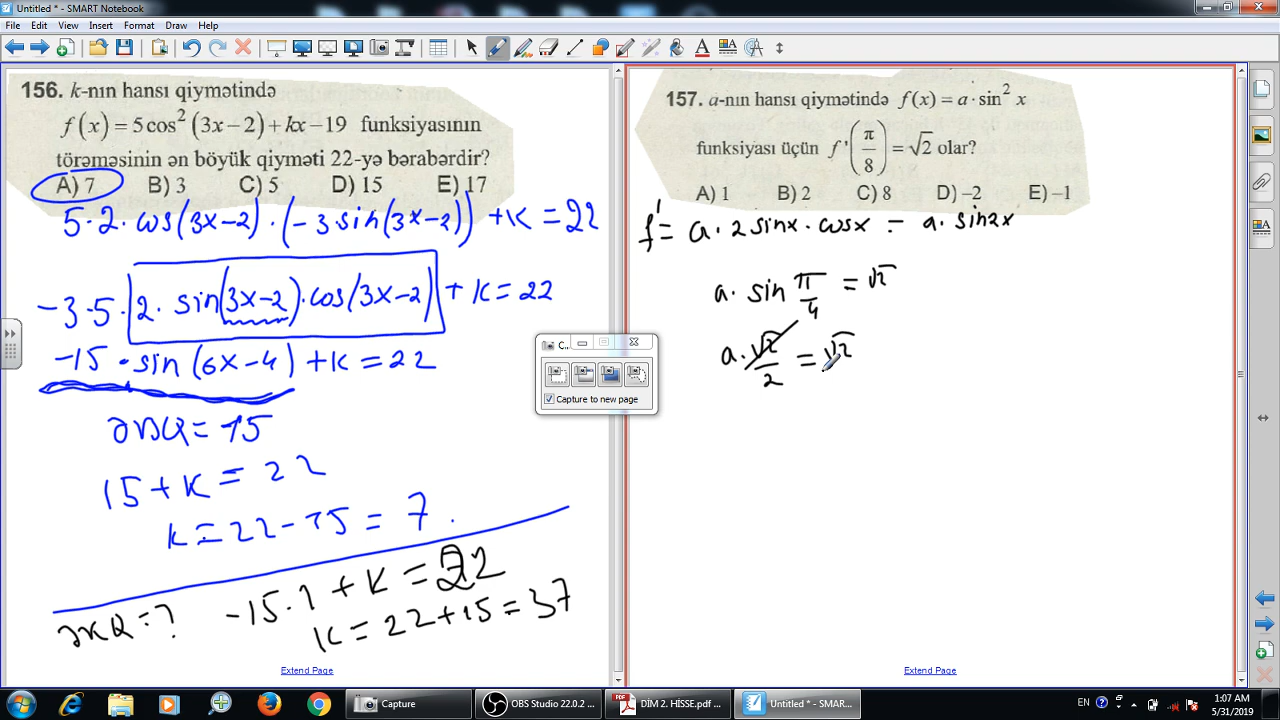 Untitled * - SMART Notebook
File Edit View Insert Format Draw Help
156. k-nın hansı qiymətində
f(x) = 5cos² (3x−2)+kx−19 funksiyasının
törəməsinin ən böyük qiyməti 22-yə bərabərdir?
A) 7 B) 3 C) 5 D) 15 E) 17
5·2·cos(3x−2)·(−3sin(3x−2))+k=22
−3·5·2·sin(3x−2)·cos(3x−2)+k=22
−15·sin(6x−4)+k=22
ƏBQ=15
15+k=22
k=22−15=7.
−15·1+k=22
k=22+15=37
157. a-nın hansı qiymətində f(x)=a·sin² x
funksiyası üçün f'(π/8)=√2 olar?
A) 1 B) 2 C) 8 D) −2 E) −1
f'=a·2sinx·cosx=a·sin2x
a·sin π/4=√2
a·√2/2=√2
C..
Capture to new page
Extend Page
Extend Page
Capture
OBS Studio 22.0.2 ...
DİM 2. HİSSE.pdf ...
Untitled * - SMAR...
EN
1:07 AM
5/31/2019